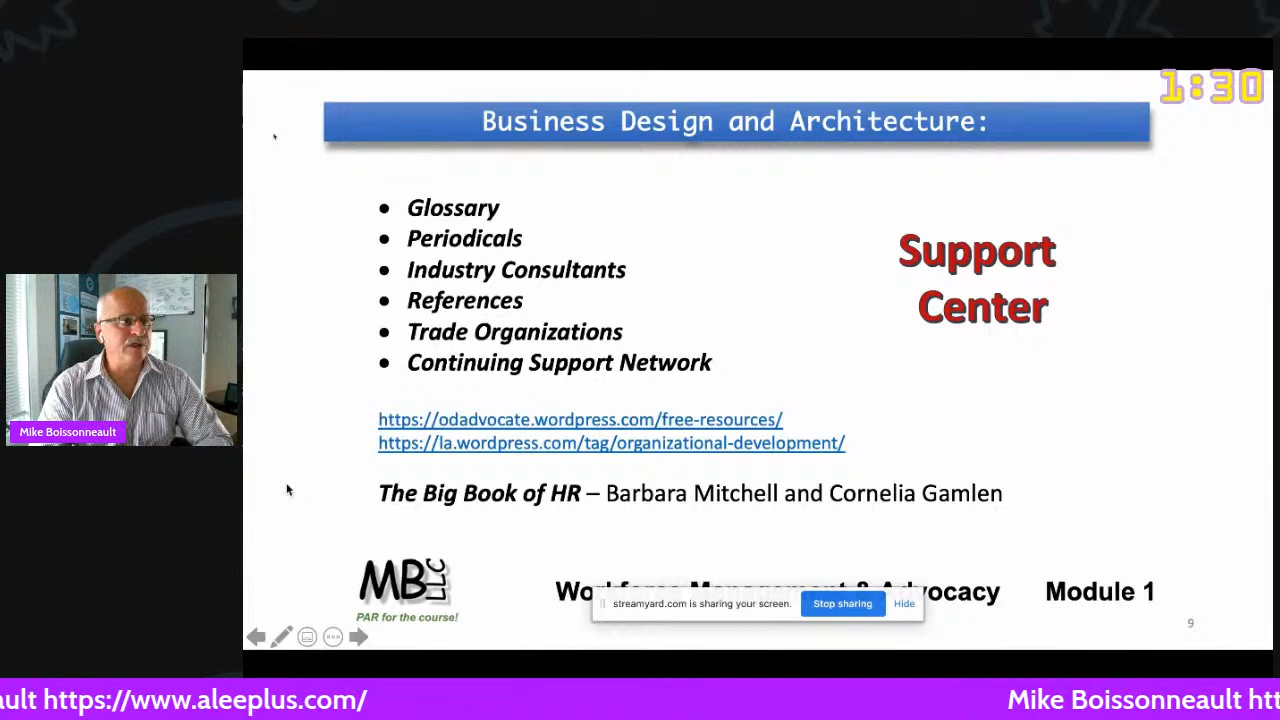 1:30
Business Design and Architecture:
• Glossary
• Periodicals
• Industry Consultants
• References
• Trade Organizations
• Continuing Support Network
Support
Center
https://odadvocate.wordpress.com/free-resources/
https://la.wordpress.com/tag/organizational-development/
The Big Book of HR – Barbara Mitchell and Cornelia Gamlen
Mike Boissonneault
MB LLC
PAR for the course!
Workforce Management & Advocacy Module 1
streamyard.com is sharing your screen. Stop sharing Hide
9
ault https://www.aleeplus.com/ Mike Boissonneault htt